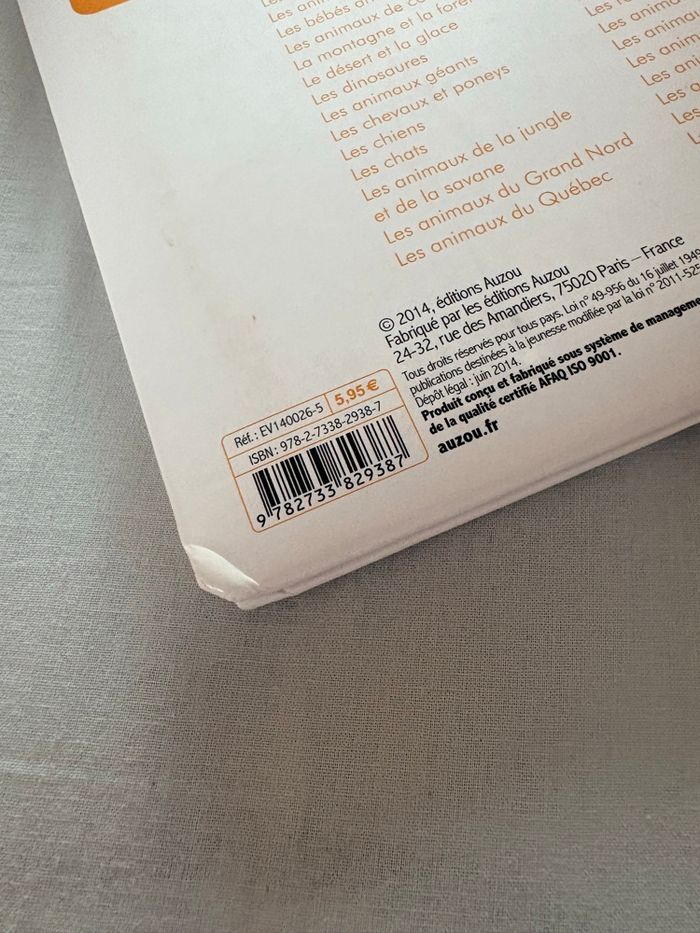 Les
Les bébés
Les animaux de
La montagne et la
Le désert et la glace
Les dinosaures
Les animaux géants
Les chevaux et poneys
Les chiens
Les chats
Les animaux de la jungle
et de la savane
Les animaux du Grand Nord
Les animaux du Québec
Les
Les
Les
Les
Les
© 2014, éditions Auzou
Fabriqué par les éditions Auzou
24-32, rue des Amandiers, 75020 Paris – France
Tous droits réservés pour tous pays. Loi n° 49-956 du 16 juillet 1949
publications destinées à la jeunesse modifiée par la loi n° 2011-525
Dépôt légal : juin 2014.
Produit conçu et fabriqué sous système de
de la qualité certifié AFAQ ISO 9001.
auzou.fr
Réf.: EV140026-5 5,95 €
ISBN : 978-2-7338-2938-7
9 782733 829387